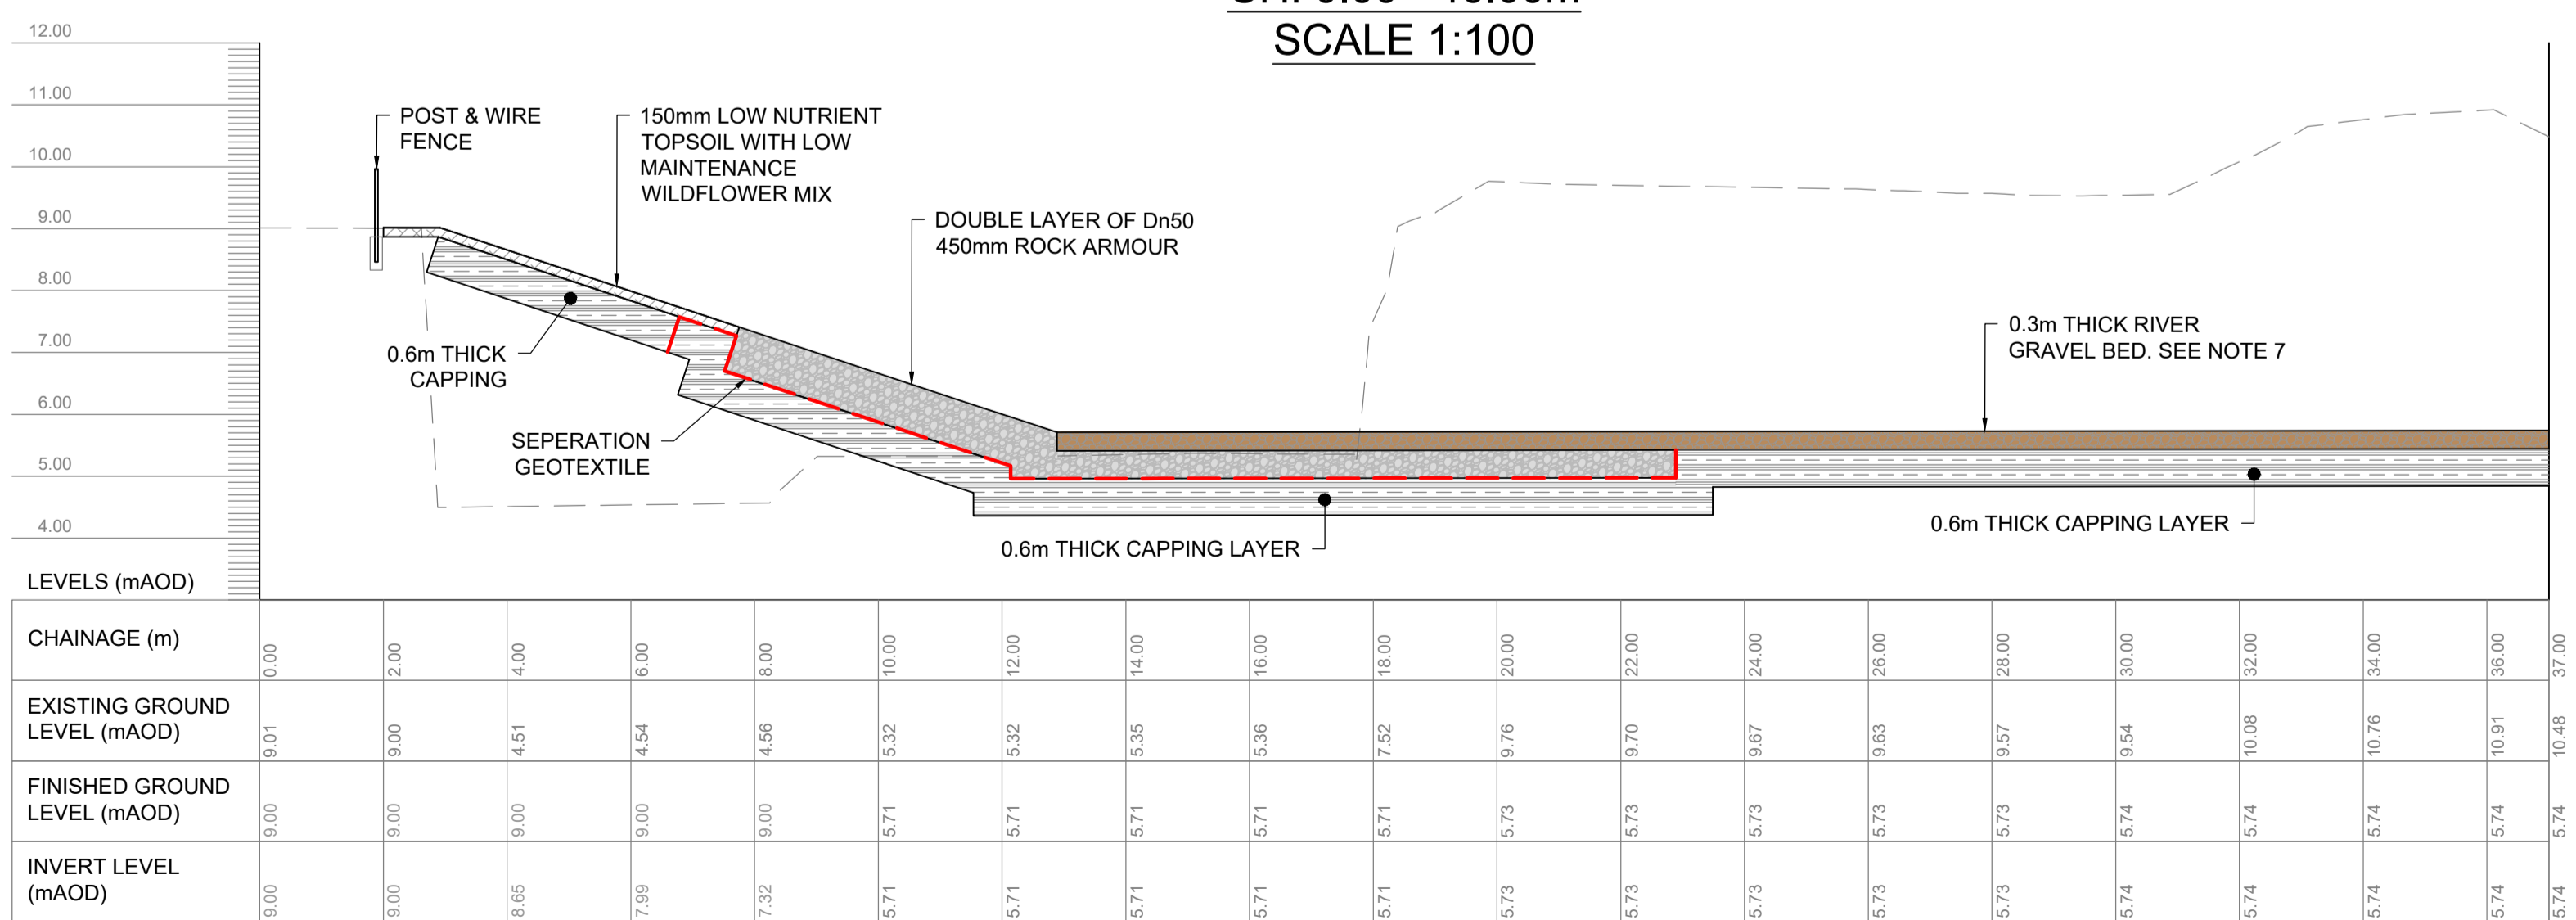 SCALE 1:100
12.00
11.00
10.00
9.00
8.00
7.00
6.00
5.00
4.00
LEVELS (mAOD)
POST & WIRE
FENCE
150mm LOW NUTRIENT
TOPSOIL WITH LOW
MAINTENANCE
WILDFLOWER MIX
DOUBLE LAYER OF Dn50
450mm ROCK ARMOUR
0.3m THICK RIVER
GRAVEL BED. SEE NOTE 7
0.6m THICK
CAPPING
SEPERATION
GEOTEXTILE
0.6m THICK CAPPING LAYER
0.6m THICK CAPPING LAYER
CHAINAGE (m)
0.00 2.00 4.00 6.00 8.00 10.00 12.00 14.00 16.00 18.00 20.00 22.00 24.00 26.00 28.00 30.00 32.00 34.00 36.00 37.00
EXISTING GROUND
LEVEL (mAOD)
9.01 9.00 4.51 4.54 4.56 5.32 5.32 5.35 5.36 7.52 9.76 9.70 9.67 9.63 9.57 9.54 10.08 10.76 10.91 10.48
FINISHED GROUND
LEVEL (mAOD)
9.00 9.00 9.00 9.00 9.00 5.71 5.71 5.71 5.71 5.71 5.73 5.73 5.73 5.73 5.73 5.74 5.74 5.74 5.74 5.74
INVERT LEVEL
(mAOD)
9.00 9.00 8.65 7.99 7.32 5.71 5.71 5.71 5.71 5.71 5.73 5.73 5.73 5.73 5.73 5.74 5.74 5.74 5.74 5.74